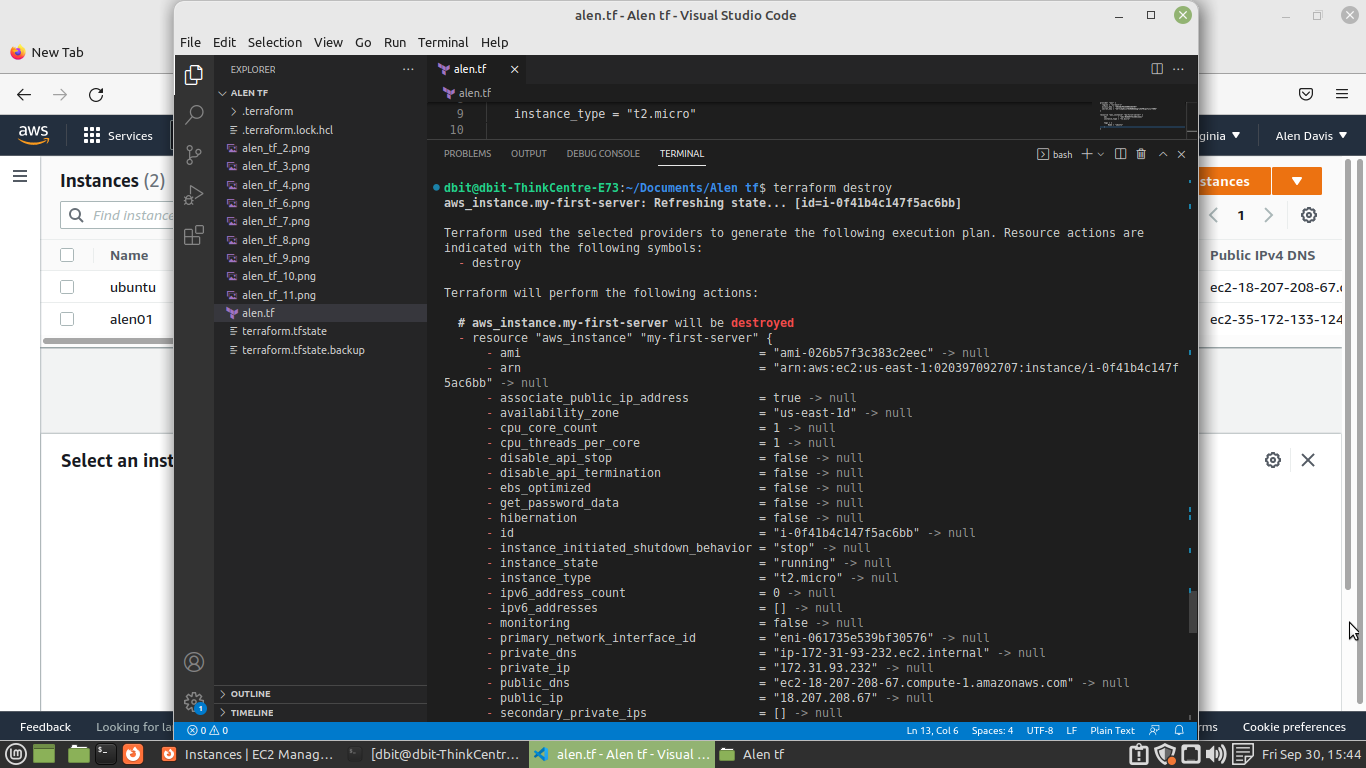 alen.tf - Alen tf - Visual Studio Code
New Tab
File Edit Selection View Go Run Terminal Help
EXPLORER
ALEN TF
.terraform
.terraform.lock.hcl
alen_tf_2.png
alen_tf_3.png
alen_tf_4.png
alen_tf_6.png
alen_tf_7.png
alen_tf_8.png
alen_tf_9.png
alen_tf_10.png
alen_tf_11.png
alen.tf
terraform.tfstate
terraform.tfstate.backup
OUTLINE
TIMELINE
alen.tf
alen.tf
9 instance_type = "t2.micro"
10
PROBLEMS OUTPUT DEBUG CONSOLE TERMINAL
bash
dbit@dbit-ThinkCentre-E73:~/Documents/Alen tf$ terraform destroy
aws_instance.my-first-server: Refreshing state... [id=i-0f41b4c147f5ac6bb]
Terraform used the selected providers to generate the following execution plan. Resource actions are
indicated with the following symbols:
- destroy
Terraform will perform the following actions:
# aws_instance.my-first-server will be destroyed
- resource "aws_instance" "my-first-server" {
- ami = "ami-026b57f3c383c2eec" -> null
- arn = "arn:aws:ec2:us-east-1:020397092707:instance/i-0f41b4c147f
5ac6bb" -> null
- associate_public_ip_address = true -> null
- availability_zone = "us-east-1d" -> null
- cpu_core_count = 1 -> null
- cpu_threads_per_core = 1 -> null
- disable_api_stop = false -> null
- disable_api_termination = false -> null
- ebs_optimized = false -> null
- get_password_data = false -> null
- hibernation = false -> null
- id = "i-0f41b4c147f5ac6bb" -> null
- instance_initiated_shutdown_behavior = "stop" -> null
- instance_state = "running" -> null
- instance_type = "t2.micro" -> null
- ipv6_address_count = 0 -> null
- ipv6_addresses = [] -> null
- monitoring = false -> null
- primary_network_interface_id = "eni-061735e539bf30576" -> null
- private_dns = "ip-172-31-93-232.ec2.internal" -> null
- private_ip = "172.31.93.232" -> null
- public_dns = "ec2-18-207-208-67.compute-1.amazonaws.com" -> null
- public_ip = "18.207.208.67" -> null
- secondary_private_ips = [] -> null
0 0 Ln 13, Col 6 Spaces: 4 UTF-8 LF Plain Text
1
aws Services
ginia Alen Davis
Instances (2)
stances
Find Instance
1
Name Public IPv4 DNS
ubuntu ec2-18-207-208-67.
alen01 ec2-35-172-133-124
Select an inst
Feedback Looking for la
rms Cookie preferences
Instances | EC2 Manag... [dbit@dbit-ThinkCentr... alen.tf - Alen tf - Visual ... Alen tf Fri Sep 30, 15:44